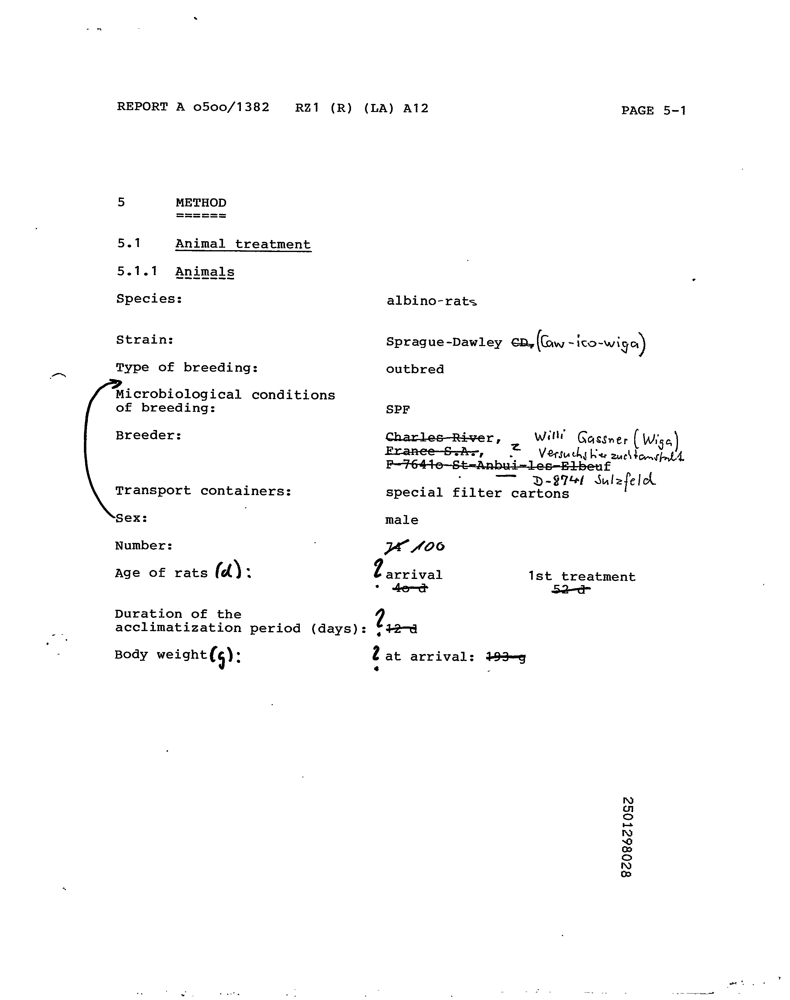 REPORT A o5oo/1382 RZ1 (R) (LA) A12 PAGE 5-1
5 METHOD
======
5.1 Animal treatment
5.1.1 Animals
Species: albino-rats
Strain: Sprague-Dawley CD, (Caw-ico-wiga)
Type of breeding: outbred
Microbiological conditions
of breeding: SPF
Breeder: Charles River, Willi Gassner (Wiga)
France S.A., Versuchstierzuchtanstalt
F-7641o St-Anbui-les-Elbeuf
D-8741 Sulzfeld
Transport containers: special filter cartons
Sex: male
Number: 100
Age of rats (d): ? arrival 1st treatment
4o d 52 d
Duration of the
acclimatization period (days): ? 12 d
Body weight (g): ? at arrival: 193 g
2501298028